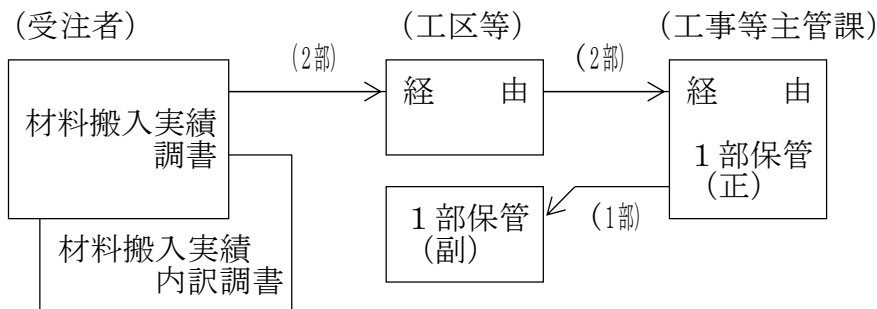 （受注者）
（工区等）
（工事等主管課）
（2部）
（2部）
材料搬入実績
調書
経　　由
経　　由
１部保管
（正）
１部保管
（副）
（1部）
材料搬入実績
内訳調書